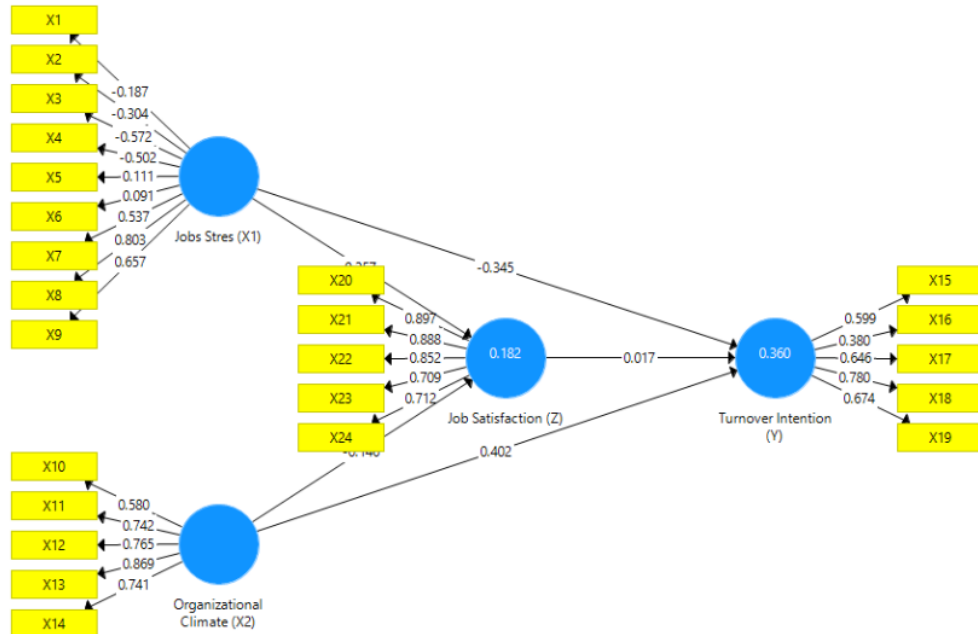 X1
X2
X3
X4
X5
X6
X7
X8
X9
-0.187
-0.304
-0.572
-0.502
0.111
0.091
0.537
0.803
0.657
Jobs Stres (X1)
-0.345
X20
X21
X22
X23
X24
0.897
0.888
0.852
0.709
0.712
0.182
Job Satisfaction (Z)
0.017
0.360
Turnover Intention
(Y)
0.599
0.380
0.646
0.780
0.674
X15
X16
X17
X18
X19
0.402
X10
X11
X12
X13
X14
0.580
0.742
0.765
0.869
0.741
Organizational
Climate (X2)